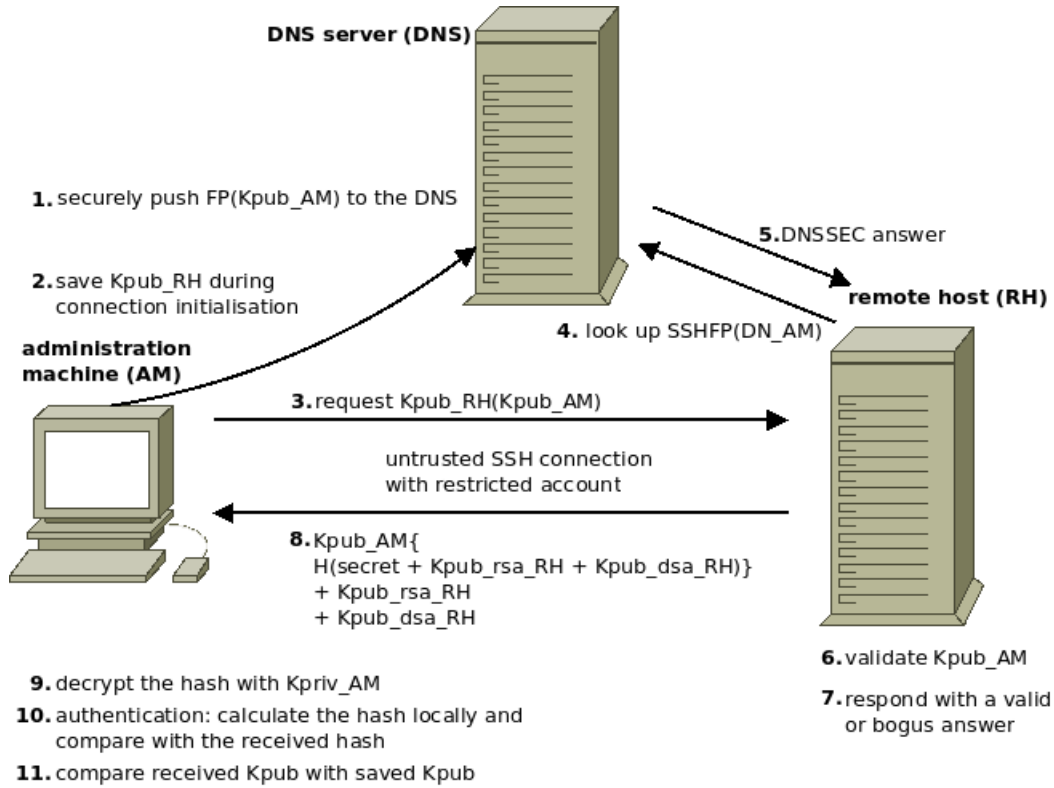 DNS server (DNS)
1. securely push FP(Kpub_AM) to the DNS
2. save Kpub_RH during
connection initialisation
5. DNSSEC answer
remote host (RH)
4. look up SSHFP(DN_AM)
administration
machine (AM)
3. request Kpub_RH(Kpub_AM)
untrusted SSH connection
with restricted account
8. Kpub_AM{
H(secret + Kpub_rsa_RH + Kpub_dsa_RH)}
+ Kpub_rsa_RH
+ Kpub_dsa_RH
6. validate Kpub_AM
7. respond with a valid
or bogus answer
9. decrypt the hash with Kpriv_AM
10. authentication: calculate the hash locally and
compare with the received hash
11. compare received Kpub with saved Kpub